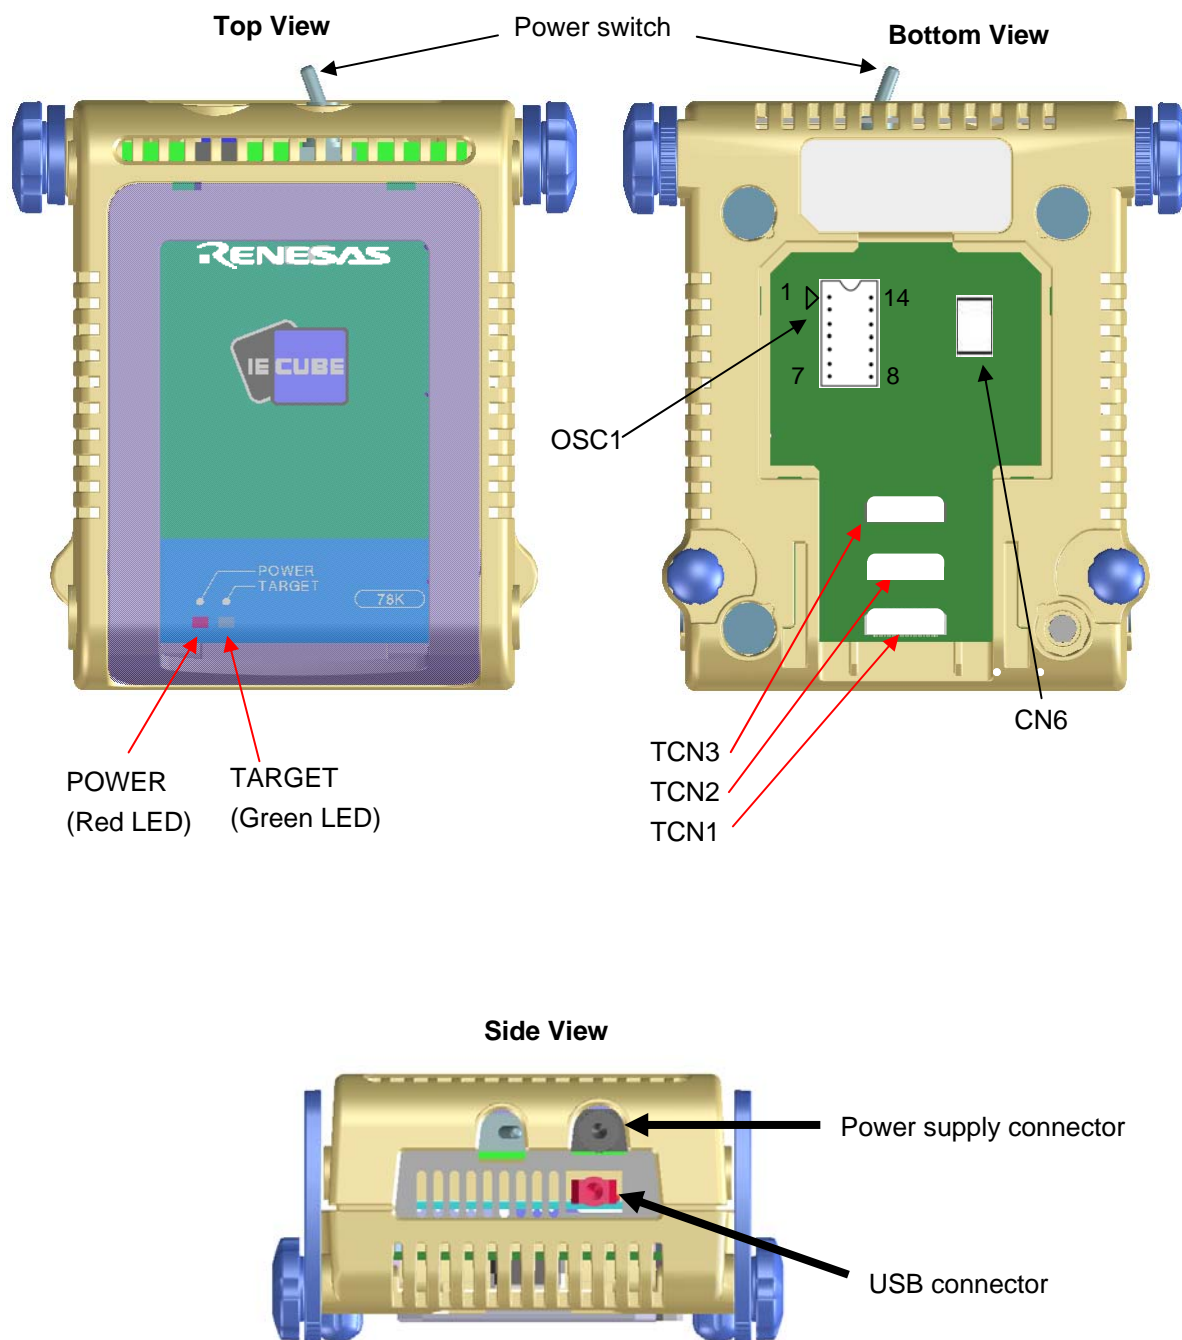 Top View
Power switch
Bottom View
RENESAS
IE CUBE
POWER
TARGET
78K
1
14
7
8
OSC1
CN6
TCN3
TCN2
TCN1
POWER
(Red LED)
TARGET
(Green LED)
Side View
Power supply connector
USB connector